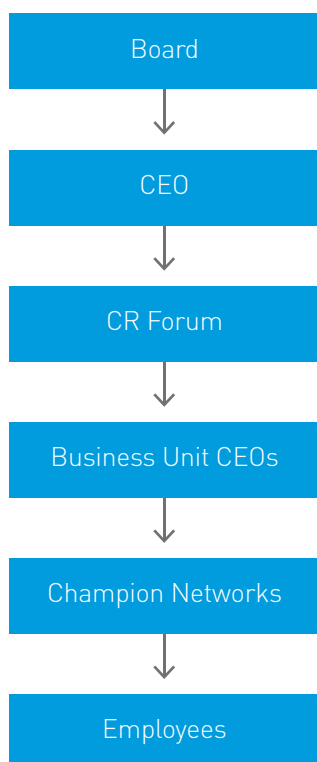 Board
CEO
CR Forum
Business Unit CEOs
Champion Networks
Employees